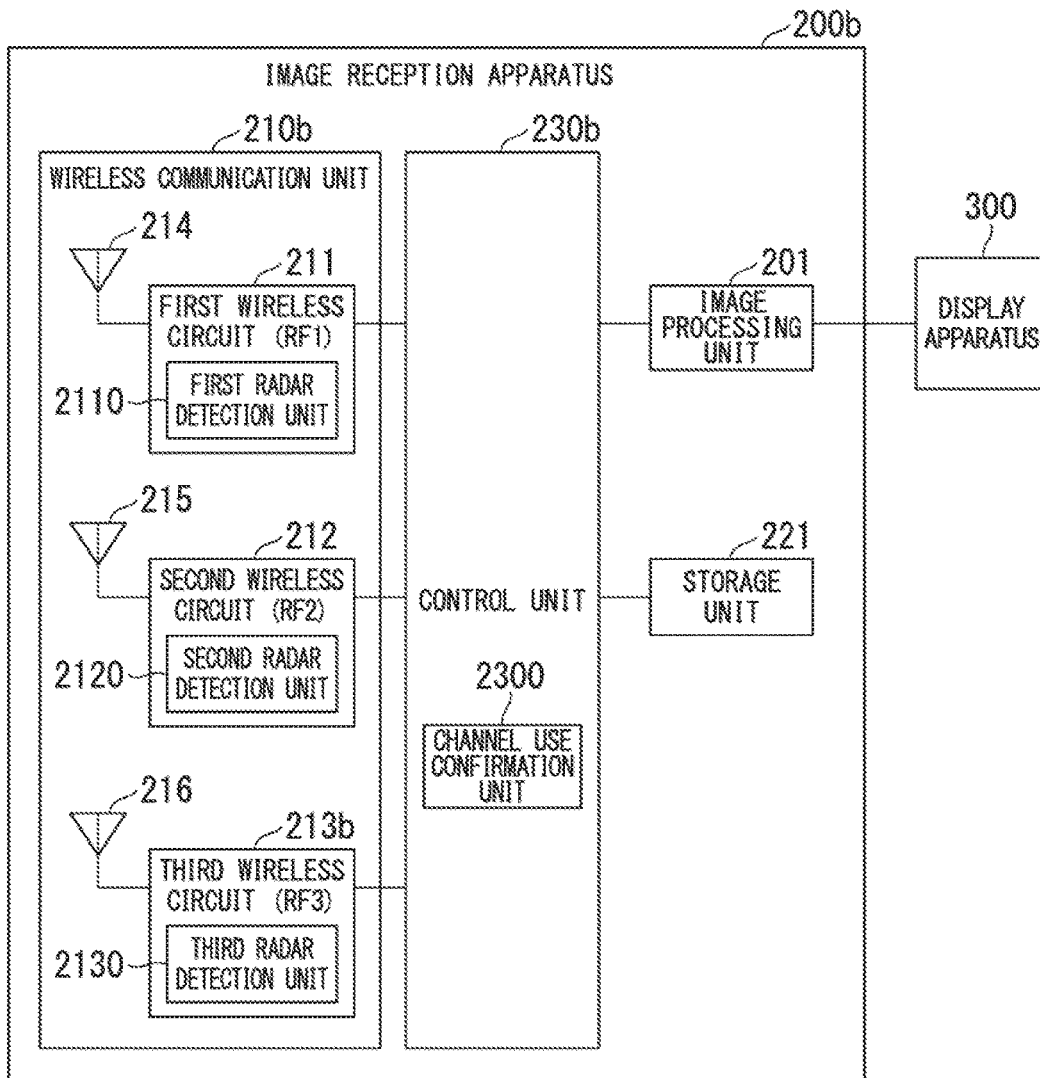 200b
IMAGE RECEPTION APPARATUS
210b
230b
WIRELESS COMMUNICATION UNIT
214
211
FIRST WIRELESS
CIRCUIT (RF1)
2110
FIRST RADAR
DETECTION UNIT
201
IMAGE
PROCESSING
UNIT
300
DISPLAY
APPARATUS
215
212
SECOND WIRELESS
CIRCUIT (RF2)
2120
SECOND RADAR
DETECTION UNIT
CONTROL UNIT
221
STORAGE
UNIT
2300
CHANNEL USE
CONFIRMATION
UNIT
216
213b
THIRD WIRELESS
CIRCUIT (RF3)
2130
THIRD RADAR
DETECTION UNIT